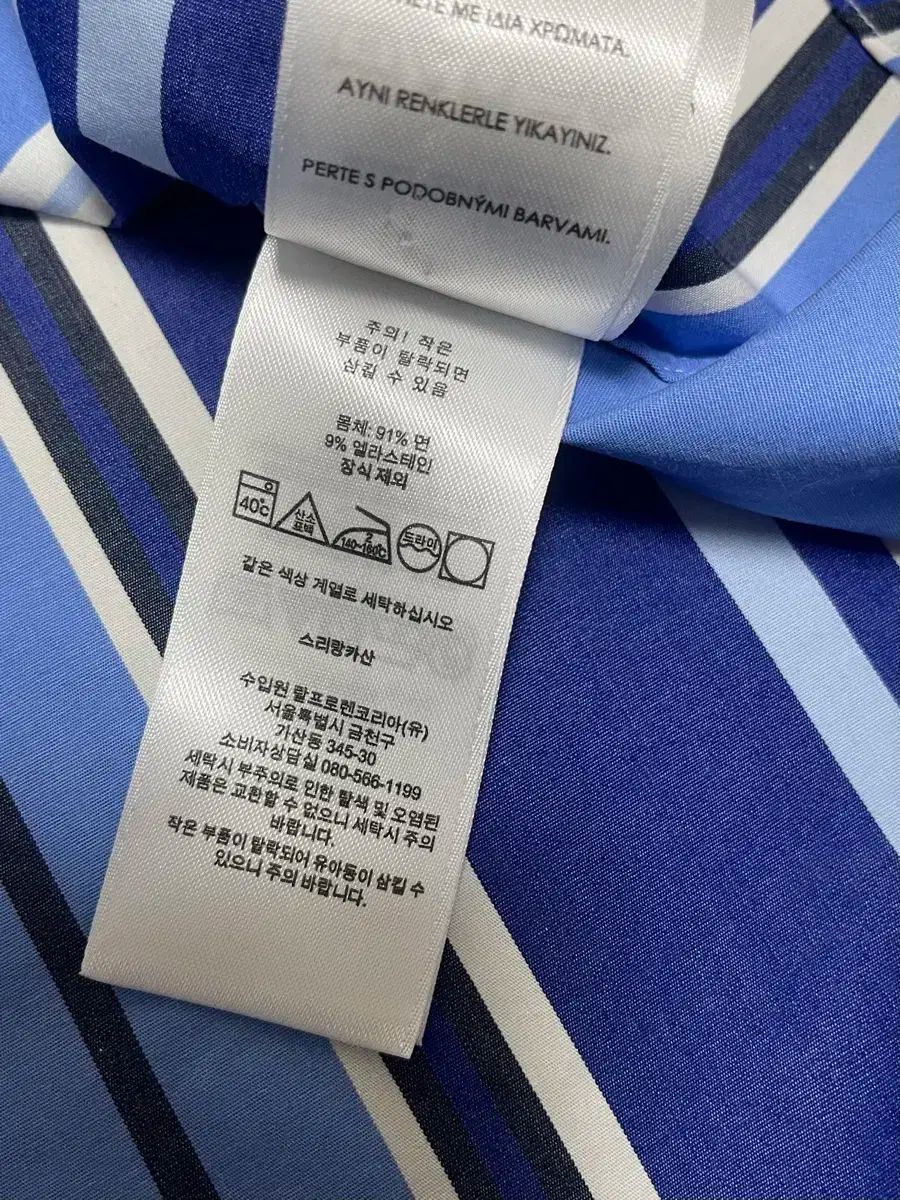 ΜΕ ΙΔΙΑ ΧΡΩΜΑΤΑ.
AYNI RENKLERLE YIKAYINIZ.
PERTE S PODOBNÝMI BARVAMI.
주의! 작은
부품이 탈락되면
삼킬 수 있음
몸체: 91% 면
9% 엘라스테인
장식 제외
40℃
산소
표백
2
140~160℃
드라이
같은 색상 계열로 세탁하십시오
스리랑카산
수입원 랄프로렌코리아(유)
서울특별시 금천구
가산동 345-30
소비자상담실 080-566-1199
세탁시 부주의로 인한 탈색 및 오염된
제품은 교환할 수 없으니 세탁시 주의
바랍니다.
작은 부품이 탈락되어 유아동이 삼킬 수
있으니 주의 바랍니다.